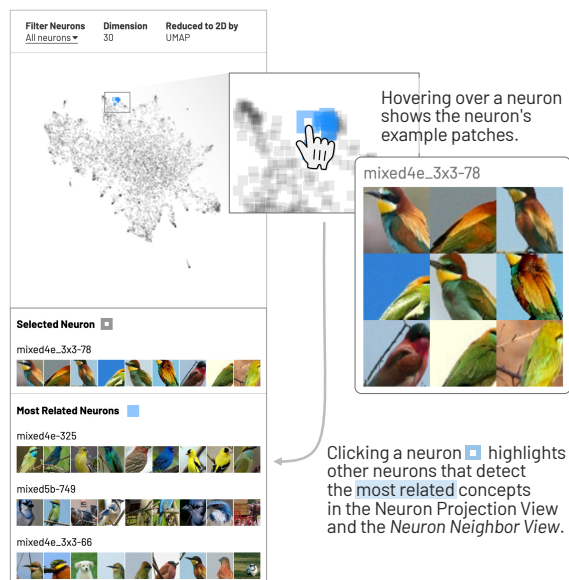 Filter Neurons Dimension Reduced to 2D by
All neurons 30 UMAP
Hovering over a neuron
shows the neuron's
example patches.
mixed4e_3x3-78
Selected Neuron
mixed4e_3x3-78
Most Related Neurons
mixed4e-325
mixed5b-749
mixed4e_3x3-66
Clicking a neuron highlights
other neurons that detect
the most related concepts
in the Neuron Projection View
and the Neuron Neighbor View.